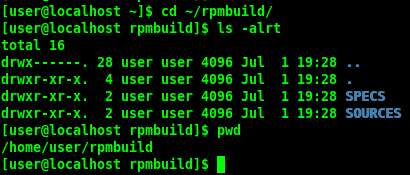 [user@localhost ~]$ cd ~/rpmbuild/
[user@localhost rpmbuild]$ ls -alrt
total 16
drwx------. 28 user user 4096 Jul  1 19:28 ..
drwxr-xr-x.  4 user user 4096 Jul  1 19:28 .
drwxr-xr-x.  2 user user 4096 Jul  1 19:28 SPECS
drwxr-xr-x.  2 user user 4096 Jul  1 19:28 SOURCES
[user@localhost rpmbuild]$ pwd
/home/user/rpmbuild
[user@localhost rpmbuild]$